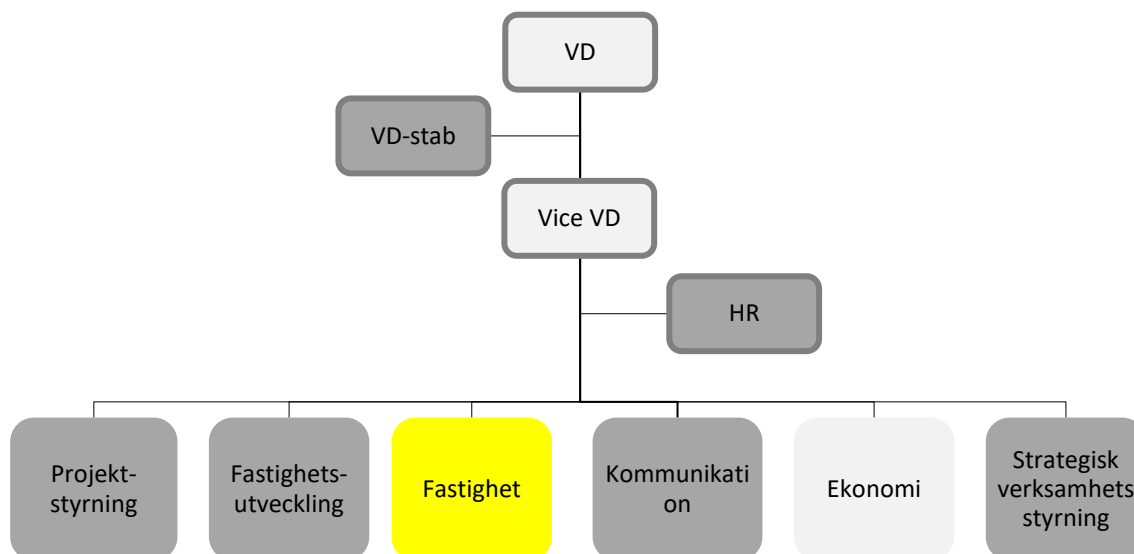 VD
VD-stab
Vice VD
HR
Projekt-
styrning
Fastighets-
utveckling
Fastighet
Kommunikati
on
Ekonomi
Strategisk
verksamhets
styrning